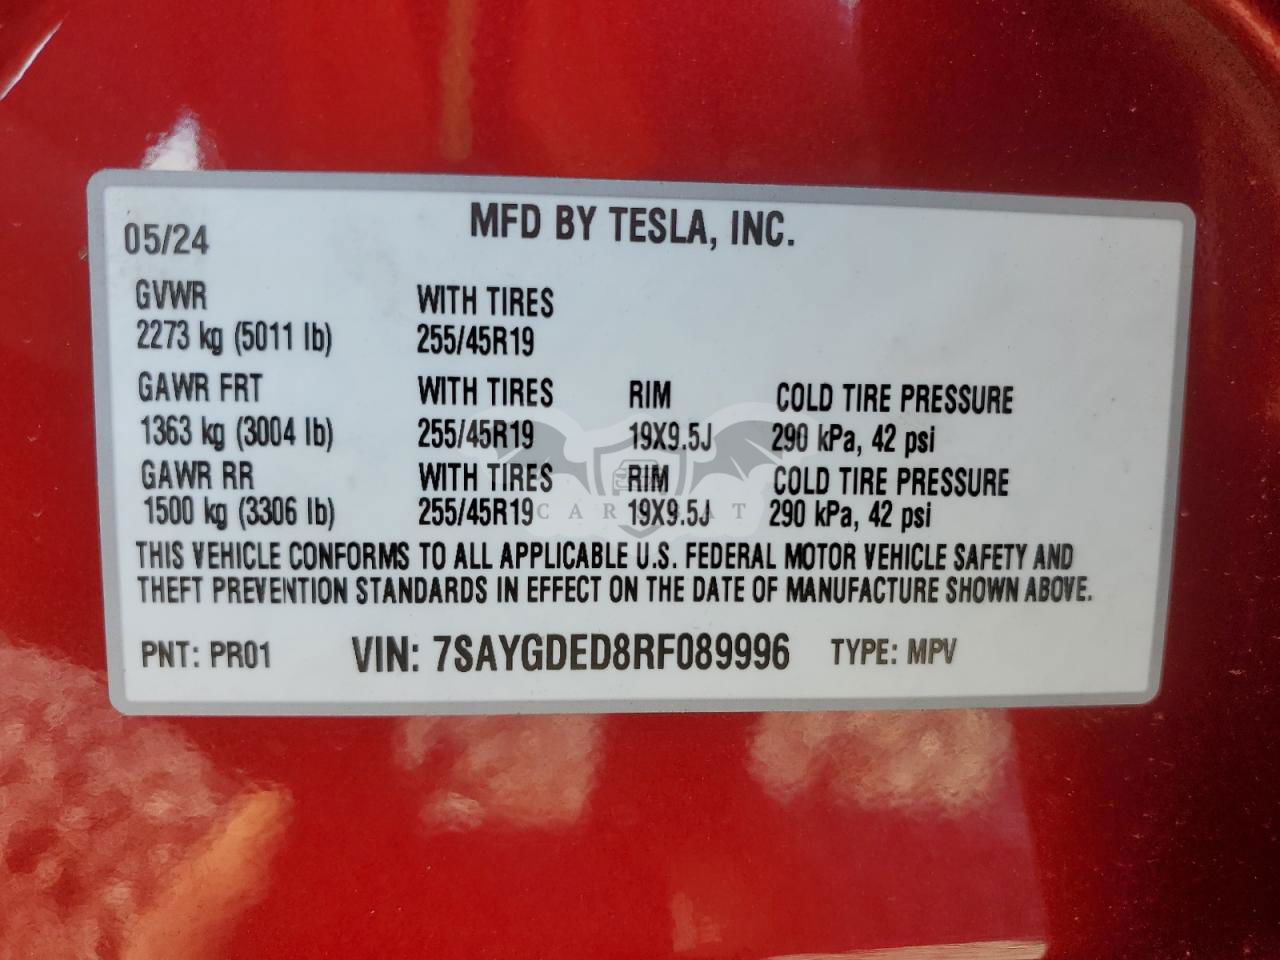 MFD BY TESLA, INC.
05/24
GVWR WITH TIRES
2273 kg (5011 lb) 255/45R19
GAWR FRT WITH TIRES RIM COLD TIRE PRESSURE
1363 kg (3004 lb) 255/45R19 19X9.5J 290 kPa, 42 psi
GAWR RR WITH TIRES RIM COLD TIRE PRESSURE
1500 kg (3306 lb) 255/45R19 19X9.5J 290 kPa, 42 psi
CAR BAT
THIS VEHICLE CONFORMS TO ALL APPLICABLE U.S. FEDERAL MOTOR VEHICLE SAFETY AND
THEFT PREVENTION STANDARDS IN EFFECT ON THE DATE OF MANUFACTURE SHOWN ABOVE.
PNT: PR01 VIN: 7SAYGDED8RF089996 TYPE: MPV